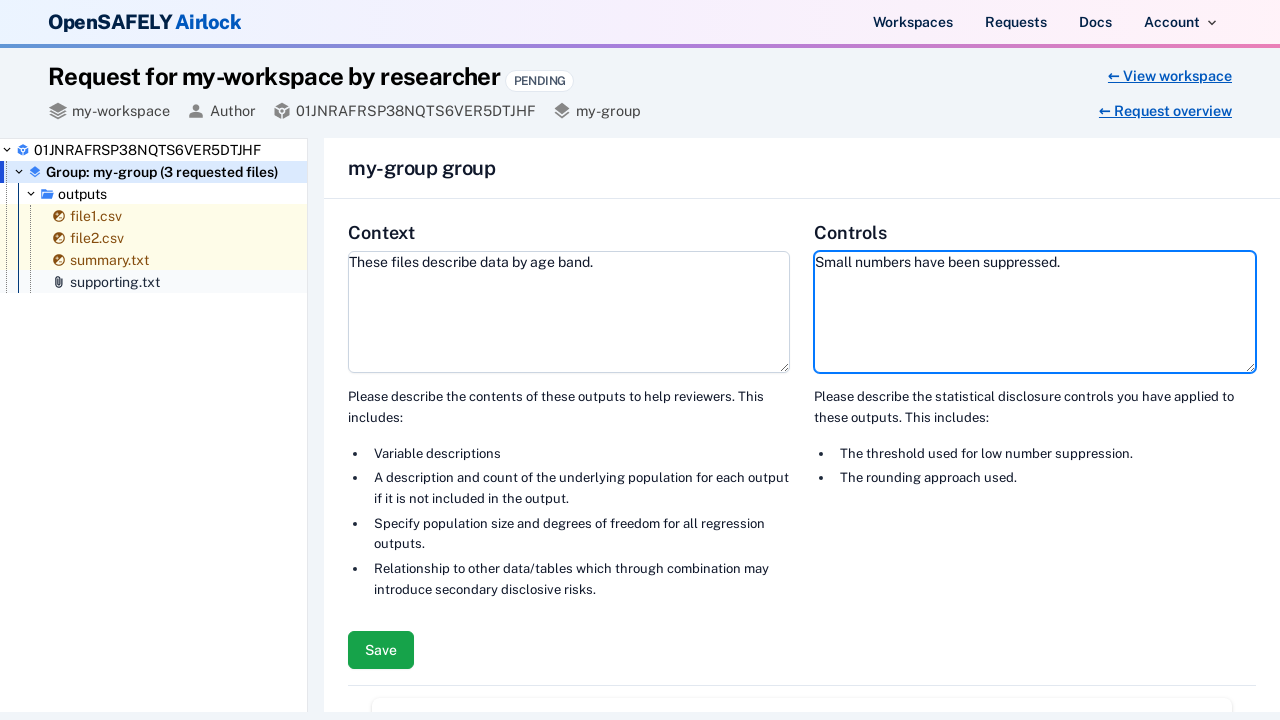 OpenSAFELY Airlock
Workspaces
Requests
Docs
Account
Request for my-workspace by researcher
PENDING
← View workspace
my-workspace
Author
01JNRAFRSP38NQTS6VER5DTJHF
my-group
← Request overview
01JNRAFRSP38NQTS6VER5DTJHF
Group: my-group (3 requested files)
outputs
file1.csv
file2.csv
summary.txt
supporting.txt
my-group group
Context
These files describe data by age band.
Please describe the contents of these outputs to help reviewers. This
includes:
Variable descriptions
A description and count of the underlying population for each output
if it is not included in the output.
Specify population size and degrees of freedom for all regression
outputs.
Relationship to other data/tables which through combination may
introduce secondary disclosive risks.
Controls
Small numbers have been suppressed.
Please describe the statistical disclosure controls you have applied to
these outputs. This includes:
The threshold used for low number suppression.
The rounding approach used.
Save